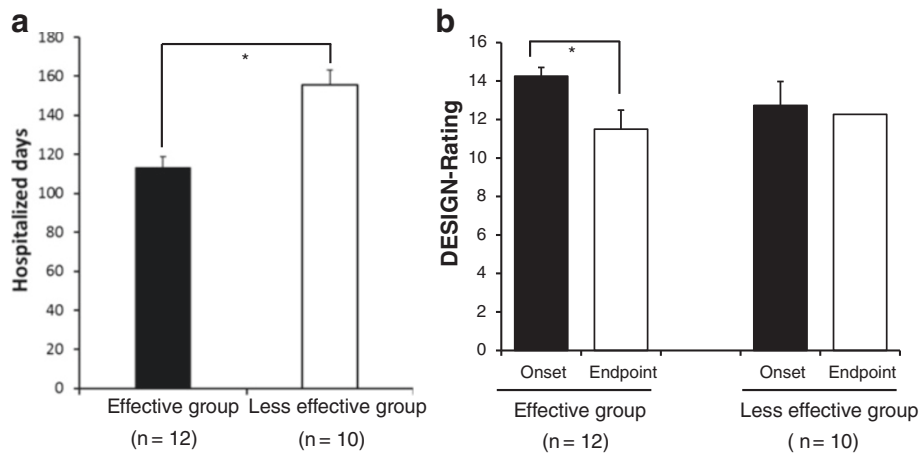 a
180
160
140
120
100
80
60
40
20
0
Hospitalized days
*
Effective group
(n = 12)
Less effective group
(n = 10)
b
16
14
12
10
8
6
4
2
0
DESIGN-Rating
*
Onset
Endpoint
Effective group
(n = 12)
Onset
Endpoint
Less effective group
( n = 10)